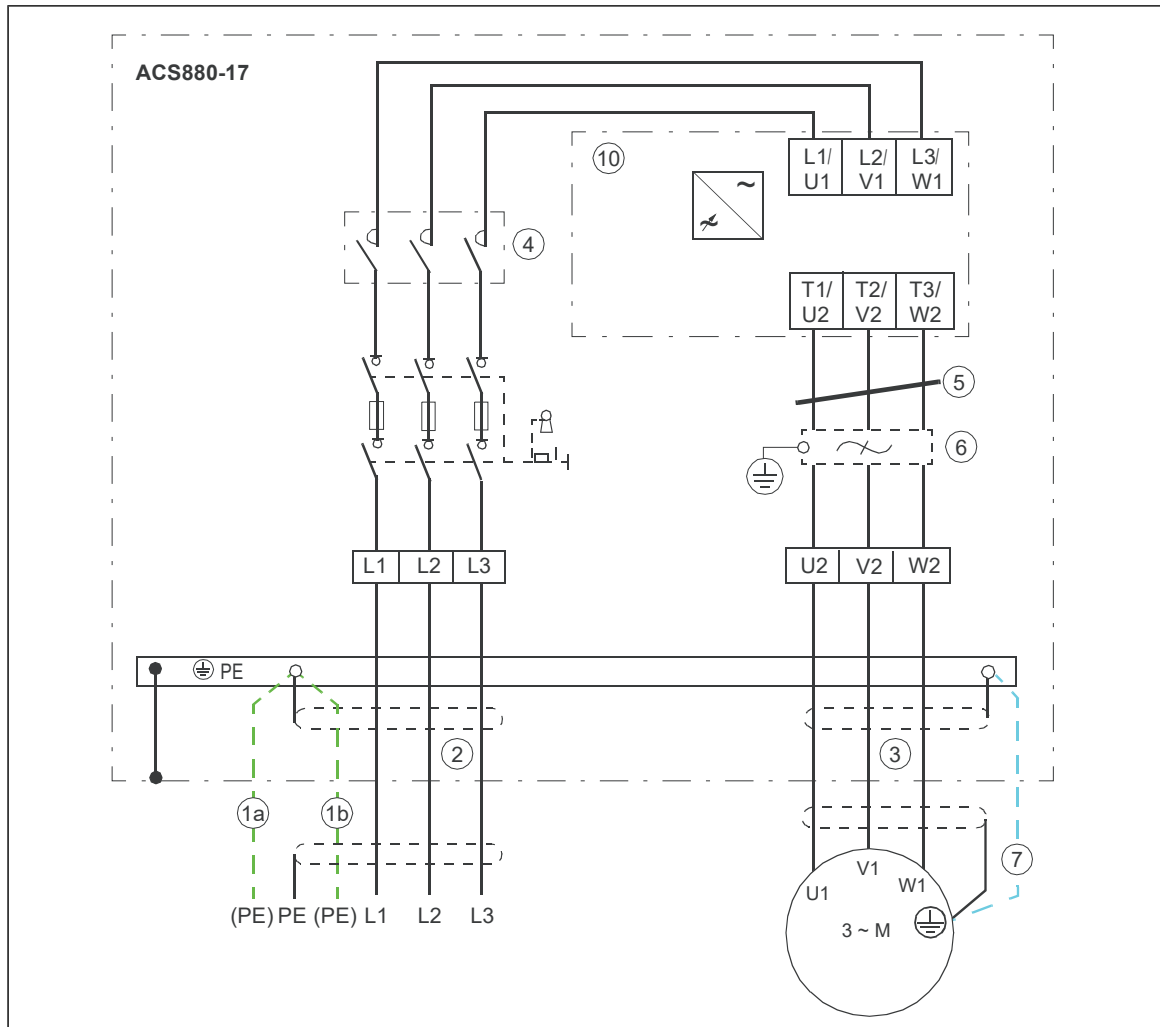 ACS880-17
10
L1/ L2/ L3/
U1 V1 W1
4
T1/ T2/ T3/
U2 V2 W2
5
6
L1 L2 L3
U2 V2 W2
PE
2
3
1a 1b
7
V1
U1 W1
(PE) PE (PE) L1 L2 L3
3 ~ M